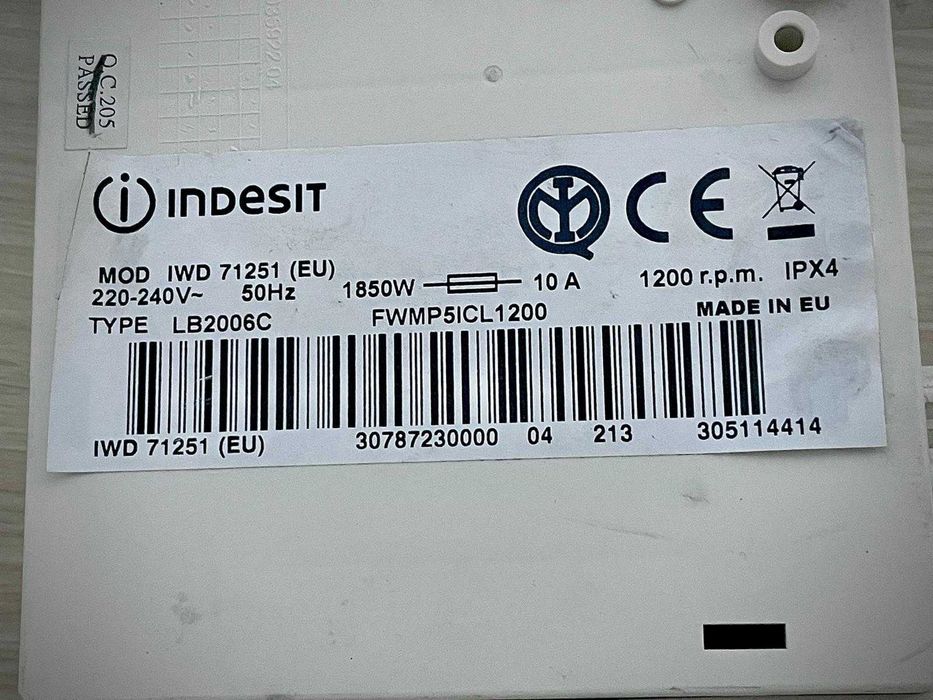 Q.C.205
PASSED
INDESIT
CE
MOD IWD 71251 (EU)
220-240V~ 50Hz 1850W 10 A 1200 r.p.m. IPX4
TYPE LB2006C FWMP5ICL1200 MADE IN EU
IWD 71251 (EU) 30787230000 04 213 305114414